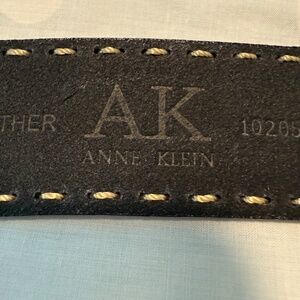 THER AK 10205
ANNE KLEIN